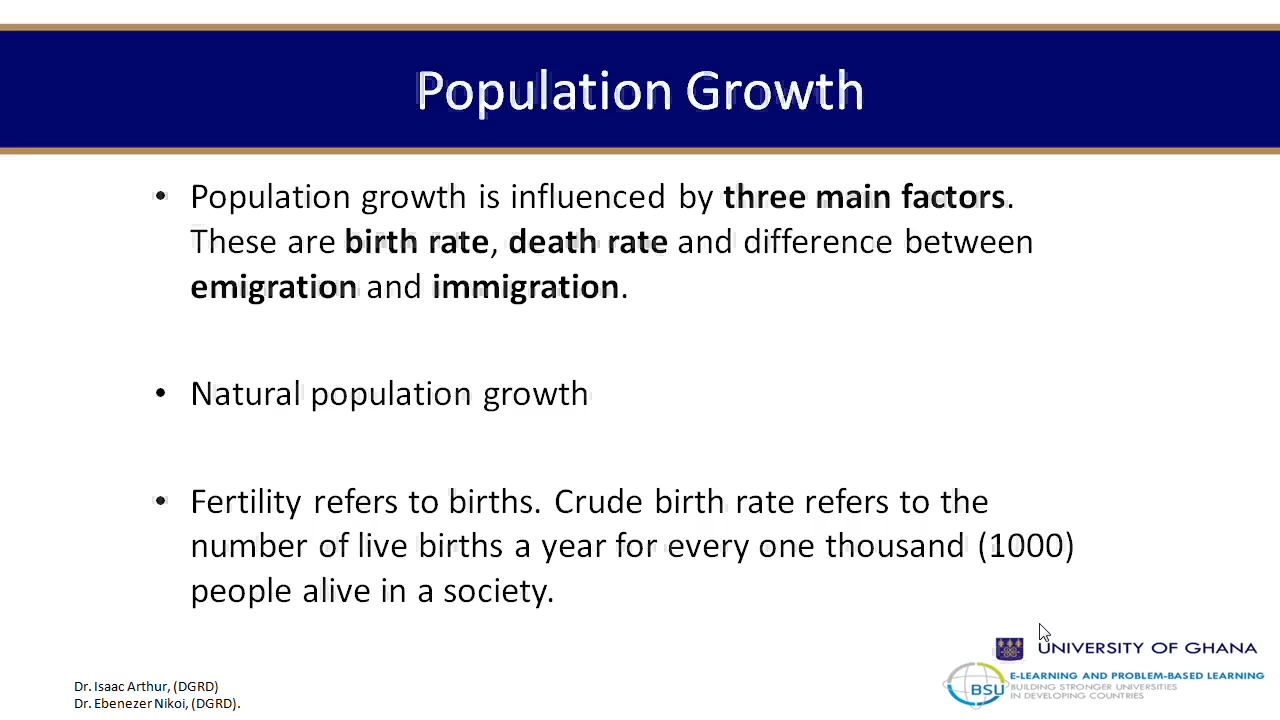 Population Growth
• Population growth is influenced by three main factors.
These are birth rate, death rate and difference between
emigration and immigration.
• Natural population growth
• Fertility refers to births. Crude birth rate refers to the
number of live births a year for every one thousand (1000)
people alive in a society.
Dr. Isaac Arthur, (DGRD)
Dr. Ebenezer Nikoi, (DGRD).
UNIVERSITY OF GHANA
BSU
E-LEARNING AND PROBLEM-BASED LEARNING
BUILDING STRONGER UNIVERSITIES
IN DEVELOPING COUNTRIES